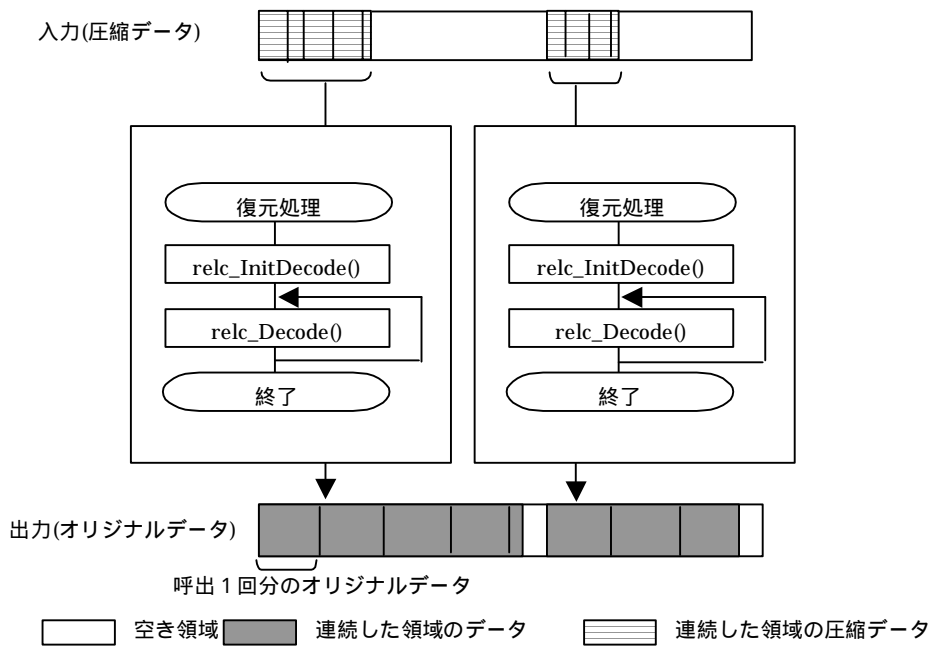 入力(圧縮データ)
復元処理
relc_InitDecode()
relc_Decode()
終了
復元処理
relc_InitDecode()
relc_Decode()
終了
出力(オリジナルデータ)
呼出1回分のオリジナルデータ
空き領域
連続した領域のデータ
連続した領域の圧縮データ